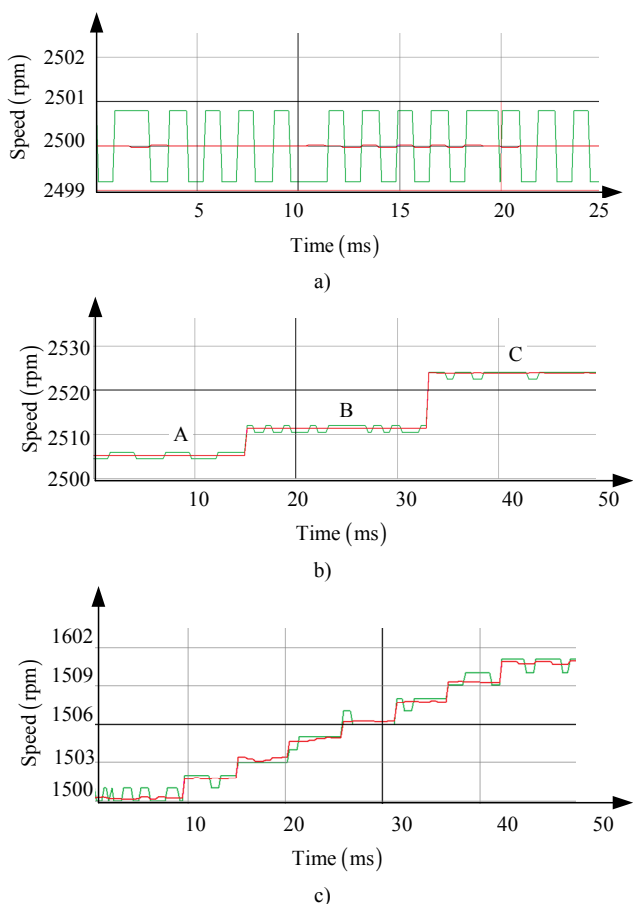 2502
2501
2500
2499
Speed (rpm)
5 10 15 20 25
Time (ms)
a)
2530
2520
2510
2500
Speed (rpm)
A
B
C
10 20 30 40 50
Time (ms)
b)
1602
1509
1506
1503
1500
Speed (rpm)
10 20 30 40 50
Time (ms)
c)